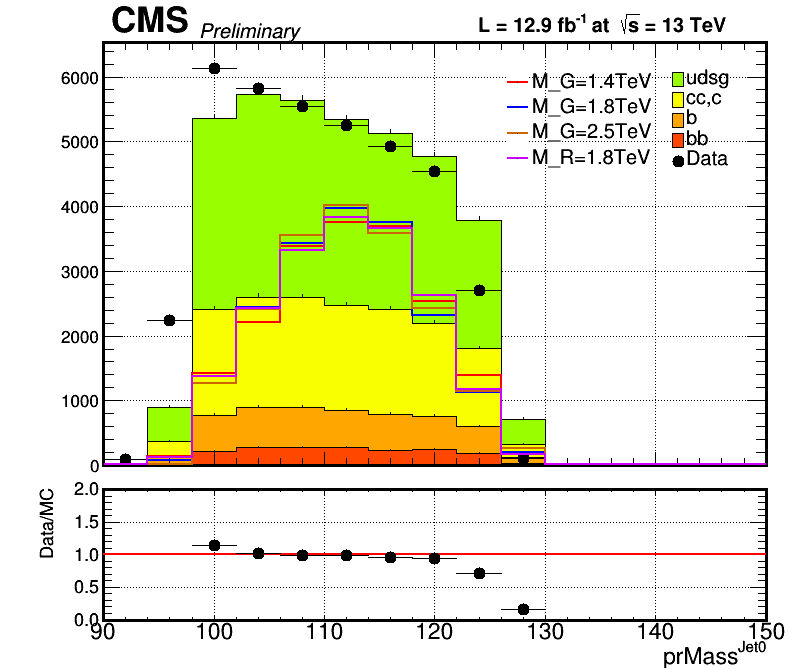 CMS Preliminary L = 12.9 fb⁻¹ at √s = 13 TeV
6000
5000
4000
3000
2000
1000
0
M_G=1.4TeV
M_G=1.8TeV
M_G=2.5TeV
M_R=1.8TeV
udsg
cc,c
b
bb
Data
Data/MC
2.0
1.5
1.0
0.5
0.0
90 100 110 120 130 140 150
prMass^Jet0